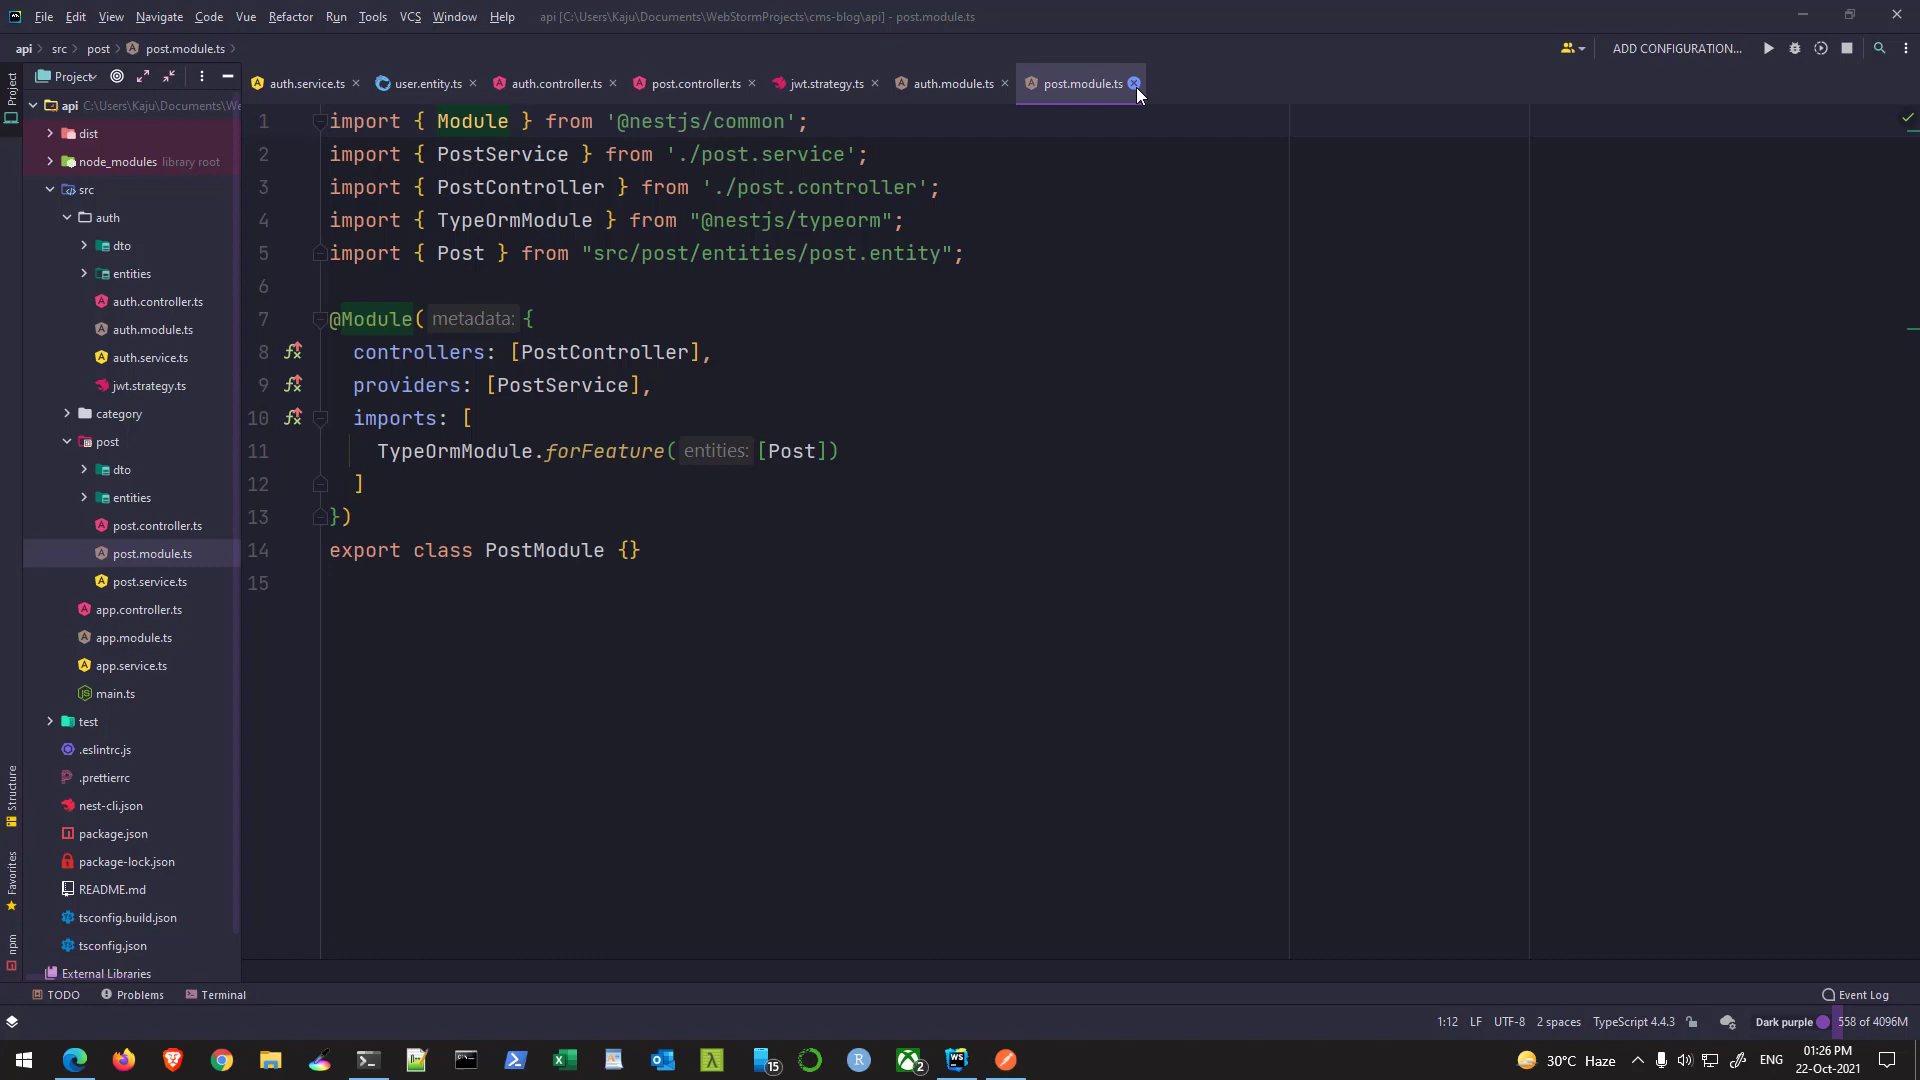 File Edit View Navigate Code Vue Refactor Run Tools VCS Window Help api [C:\Users\Kaju\Documents\WebStormProjects\cms-blog\api] - post.module.ts
api src post post.module.ts ADD CONFIGURATION...
Project
Project auth.service.ts user.entity.ts auth.controller.ts post.controller.ts jwt.strategy.ts auth.module.ts post.module.ts
api C:\Users\Kaju\Documents\We
dist
node_modules library root
src
auth
dto
entities
auth.controller.ts
auth.module.ts
auth.service.ts
jwt.strategy.ts
category
post
dto
entities
post.controller.ts
post.module.ts
post.service.ts
app.controller.ts
app.module.ts
app.service.ts
main.ts
test
.eslintrc.js
.prettierrc
nest-cli.json
package.json
package-lock.json
README.md
tsconfig.build.json
tsconfig.json
External Libraries
1 import { Module } from '@nestjs/common';
2 import { PostService } from './post.service';
3 import { PostController } from './post.controller';
4 import { TypeOrmModule } from "@nestjs/typeorm";
5 import { Post } from "src/post/entities/post.entity";
6
7 @Module( metadata: {
8 controllers: [PostController],
9 providers: [PostService],
10 imports: [
11 TypeOrmModule.forFeature( entities: [Post])
12 ]
13 })
14 export class PostModule {}
15
Structure
Favorites
npm
TODO Problems Terminal Event Log
1:12 LF UTF-8 2 spaces TypeScript 4.4.3 Dark purple 558 of 4096M
15 R 2 WS 30°C Haze ENG 01:26 PM
22-Oct-2021